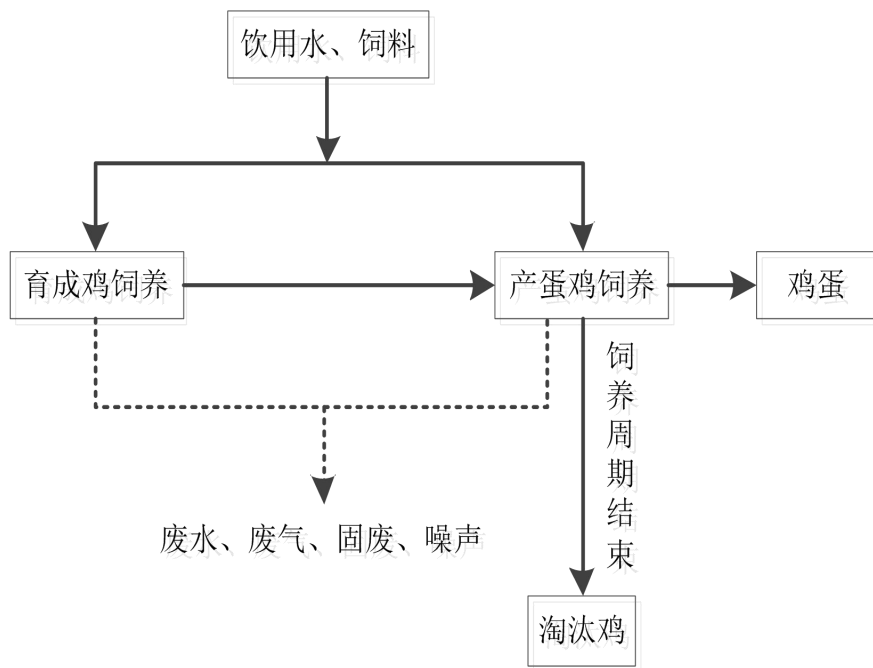 饮用水、饲料
育成鸡饲养
产蛋鸡饲养
鸡蛋
饲养周期结束
废水、废气、固废、噪声
淘汰鸡